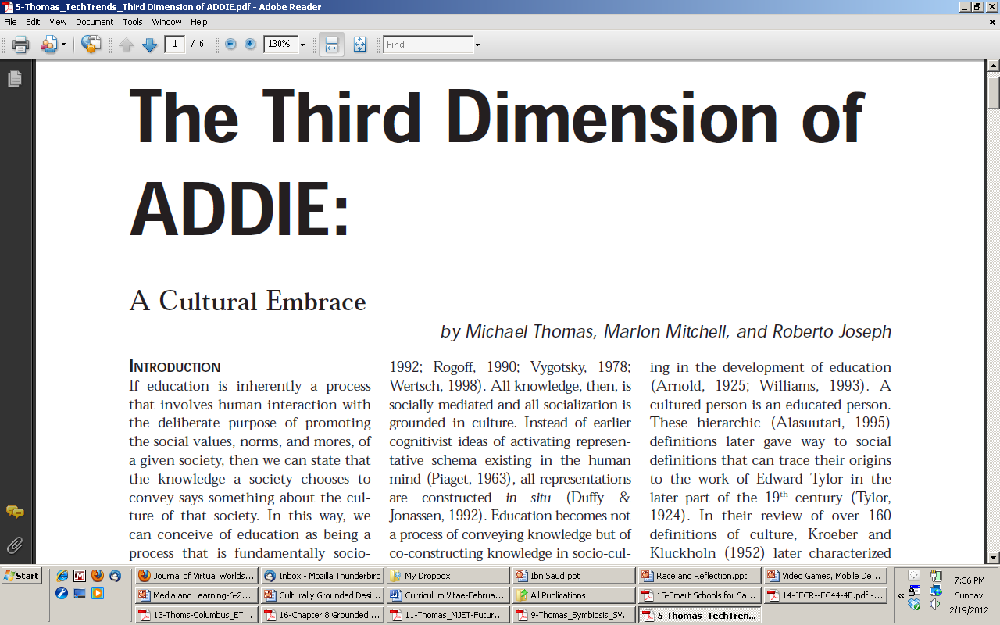 5-Thomas_TechTrends_Third Dimension of ADDIE.pdf - Adobe Reader
File Edit View Document Tools Window Help
1 / 6 130% Find
The Third Dimension of
ADDIE:
A Cultural Embrace
by Michael Thomas, Marlon Mitchell, and Roberto Joseph
INTRODUCTION
If education is inherently a process
that involves human interaction with
the deliberate purpose of promoting
the social values, norms, and mores, of
a given society, then we can state that
the knowledge a society chooses to
convey says something about the cul-
ture of that society. In this way, we
can conceive of education as being a
process that is fundamentally socio-
1992; Rogoff, 1990; Vygotsky, 1978;
Wertsch, 1998). All knowledge, then, is
socially mediated and all socialization is
grounded in culture. Instead of earlier
cognitivist ideas of activating represen-
tative schema existing in the human
mind (Piaget, 1963), all representations
are constructed in situ (Duffy &
Jonassen, 1992). Education becomes not
a process of conveying knowledge but of
co-constructing knowledge in socio-cul-
ing in the development of education
(Arnold, 1925; Williams, 1993). A
cultured person is an educated person.
These hierarchic (Alasuutari, 1995)
definitions later gave way to social
definitions that can trace their origins
to the work of Edward Tylor in the
later part of the 19th century (Tylor,
1924). In their review of over 160
definitions of culture, Kroeber and
Kluckholn (1952) later characterized
Start
Journal of Virtual Worlds... Inbox - Mozilla Thunderbird My Dropbox Ibn Saud.ppt Race and Reflection.ppt Video Games, Mobile De...
Media and Learning-6-2... Culturally Grounded Desi... Curriculum Vitae-Februa... All Publications 15-Smart Schools for Sa... 14-JECR--EC44-4B.pdf -...
13-Thoms-Columbus_ET... 16-Chapter 8 Grounded ... 11-Thomas_MJET-Futur... 9-Thomas_Symbiosis_SV... 5-Thomas_TechTren...
7:36 PM
Sunday
2/19/2012